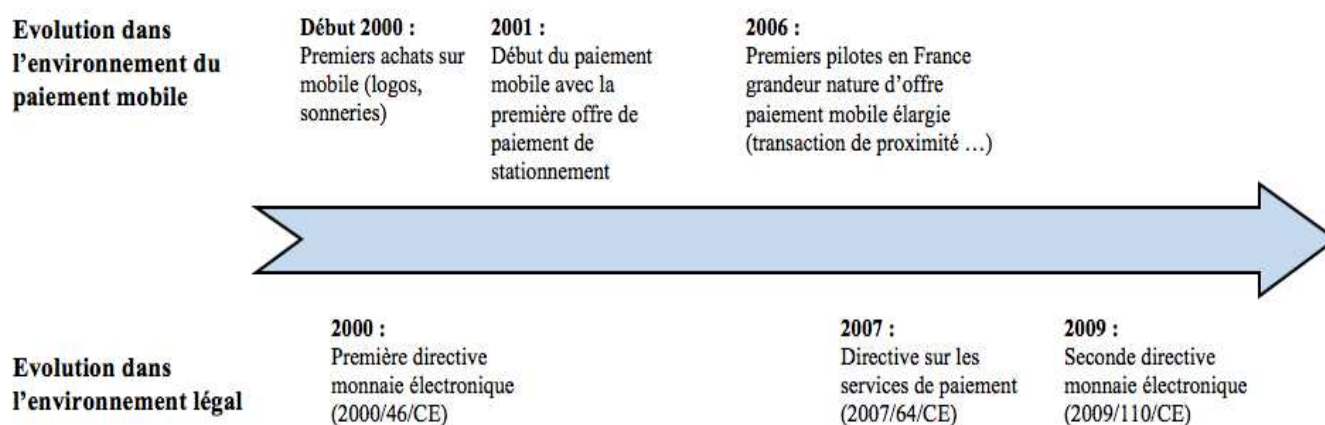 Evolution dans
l'environnement du
paiement mobile
Début 2000 :
Premiers achats sur
mobile (logos,
sonneries)
2001 :
Début du paiement
mobile avec la
première offre de
paiement de
stationnement
2006 :
Premiers pilotes en France
grandeur nature d'offre
paiement mobile élargie
(transaction de proximité …)
Evolution dans
l'environnement légal
2000 :
Première directive
monnaie électronique
(2000/46/CE)
2007 :
Directive sur les
services de paiement
(2007/64/CE)
2009 :
Seconde directive
monnaie électronique
(2009/110/CE)